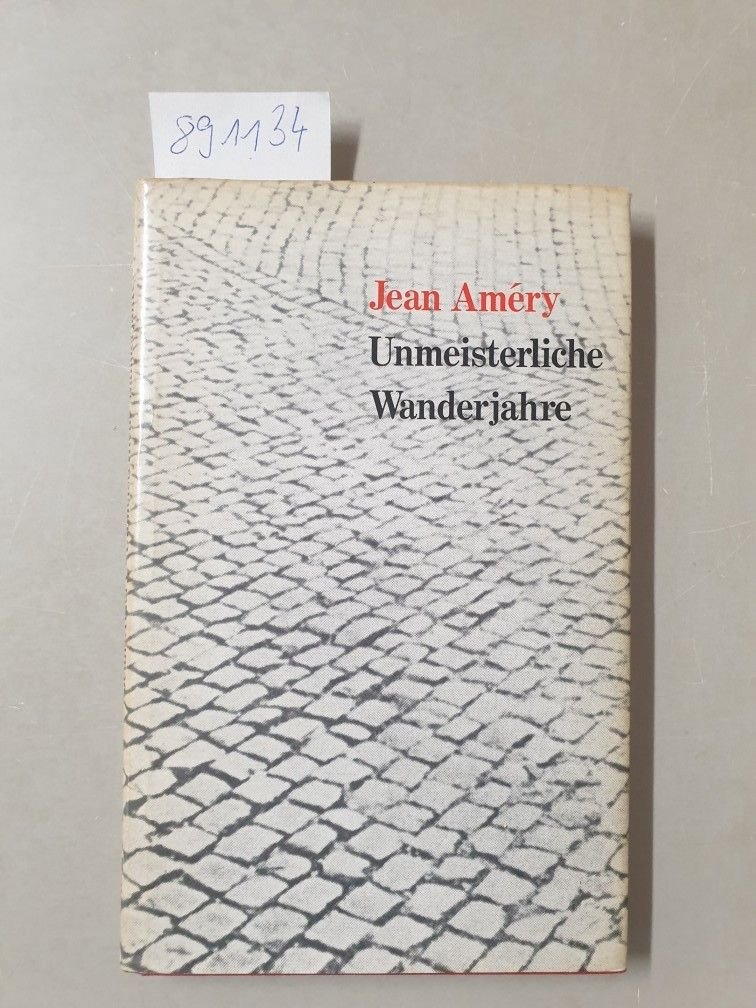 891134
Jean Améry
Unmeisterliche
Wanderjahre